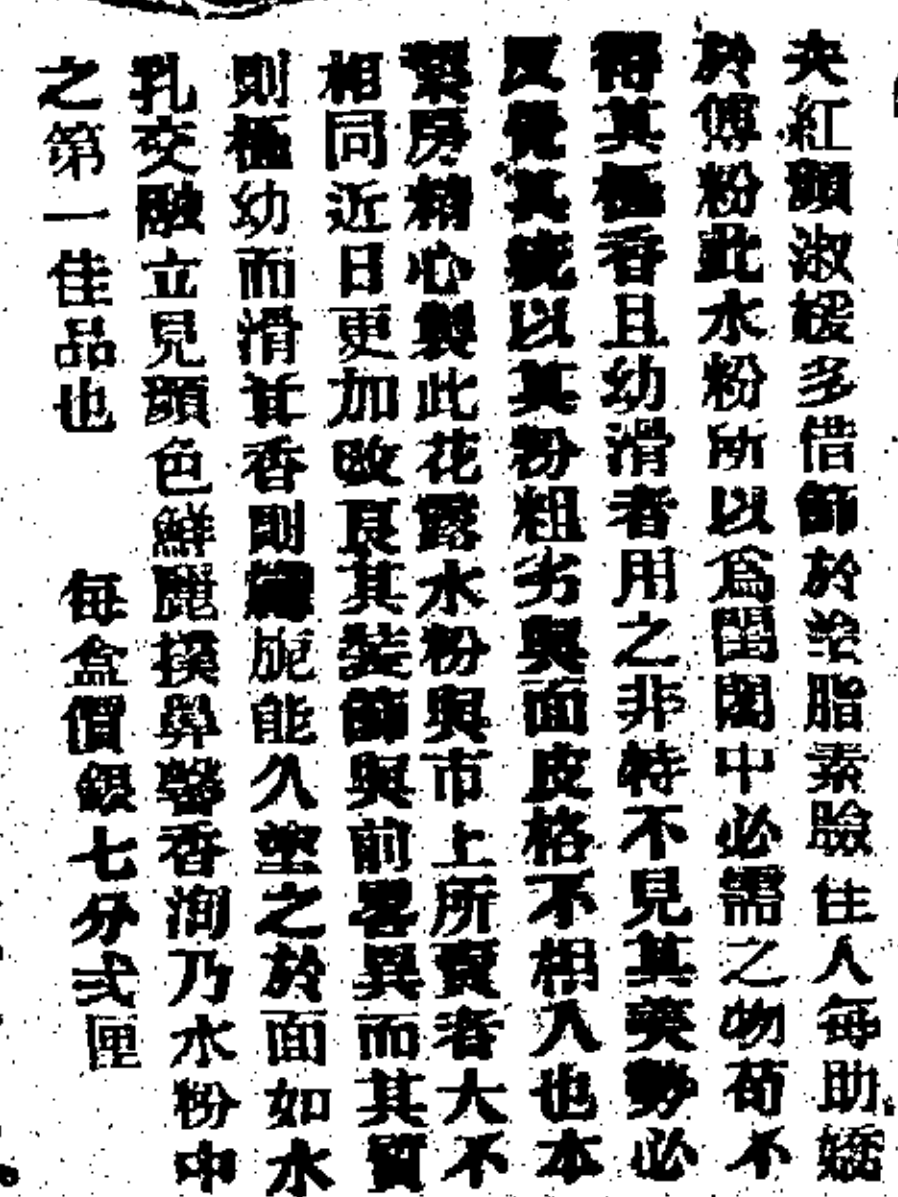 夫紅顏淑媛多借飾於塗脂素臉佳人每助嬌
於傅粉此水粉所以爲閨閣中必需之物苟不
得其極香且幼滑者用之非特不見其美勢必
反覺其疵以其粉粗劣與面皮格不相入也本
製房精心製此花露水粉與市上所賣者大不
相同近日更加改良其裝飾與前畧異而其質
則極幼而滑其香則旎能久塗之於面如水
乳交融立見顏色鮮麗撲鼻馨香洵乃水粉中
之第一佳品也 每盒價銀七分弍厘